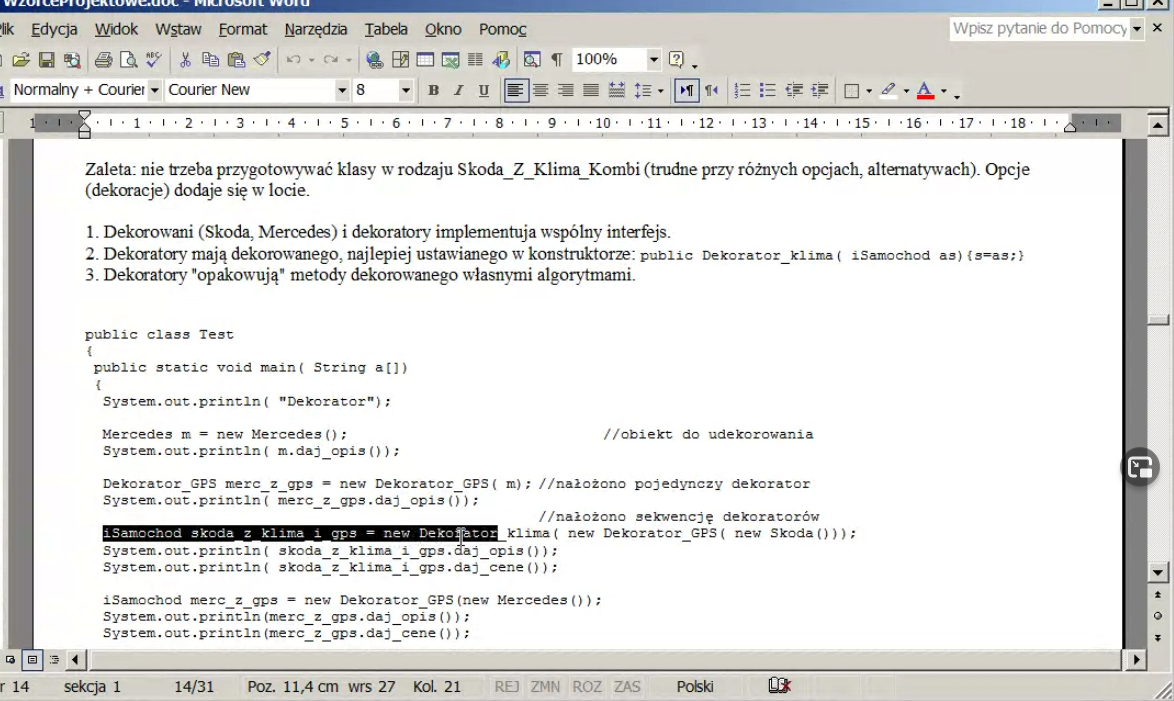 WzorceProjektowe.doc - Microsoft Word
Plik Edycja Widok Wstaw Format Narzędzia Tabela Okno Pomoc Wpisz pytanie do Pomocy
100%
Normalny + Courier Courier New 8 B I U
1 1 2 3 4 5 6 7 8 9 10 11 12 13 14 15 16 17 18
Zaleta: nie trzeba przygotowywać klasy w rodzaju Skoda_Z_Klima_Kombi (trudne przy różnych opcjach, alternatywach). Opcje
(dekoracje) dodaje się w locie.
1. Dekorowani (Skoda, Mercedes) i dekoratory implementuja wspólny interfejs.
2. Dekoratory mają dekorowanego, najlepiej ustawianego w konstruktorze: public Dekorator_klima( iSamochod as){s=as;}
3. Dekoratory "opakowują" metody dekorowanego własnymi algorytmami.
public class Test
{
public static void main( String a[])
{
System.out.println( "Dekorator");
Mercedes m = new Mercedes(); //obiekt do udekorowania
System.out.println( m.daj_opis());
Dekorator_GPS merc_z_gps = new Dekorator_GPS( m); //nałożono pojedynczy dekorator
System.out.println( merc_z_gps.daj_opis());
//nałożono sekwencję dekoratorów
iSamochod skoda_z_klima_i_gps = new Dekorator_klima( new Dekorator_GPS( new Skoda()));
System.out.println( skoda_z_klima_i_gps.daj_opis());
System.out.println( skoda_z_klima_i_gps.daj_cene());
iSamochod merc_z_gps = new Dekorator_GPS(new Mercedes());
System.out.println(merc_z_gps.daj_opis());
System.out.println(merc_z_gps.daj_cene());
r 14 sekcja 1 14/31 Poz. 11,4 cm wrs 27 Kol. 21 REJ ZMN ROZ ZAS Polski